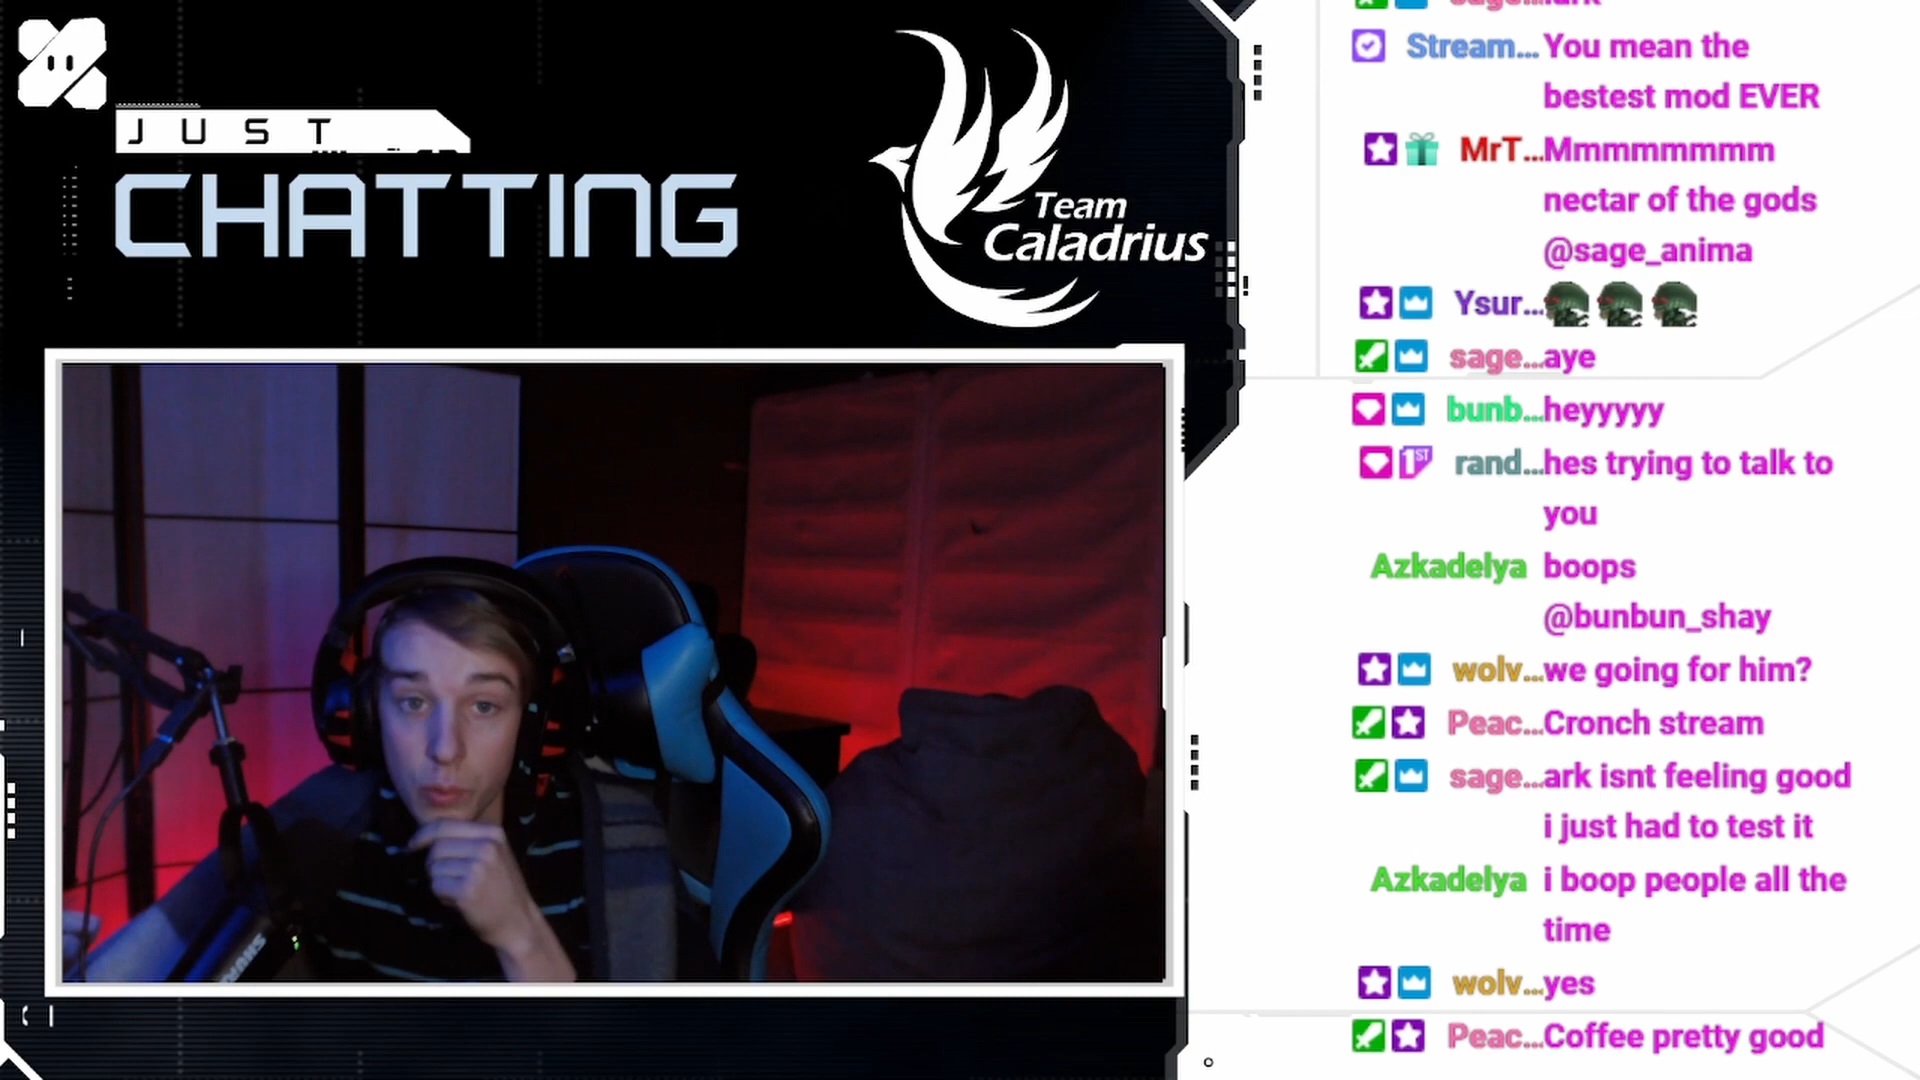 JUST
CHATTING
Team
Caladrius
Stream... You mean the
bestest mod EVER
MrT... Mmmmmmmm
nectar of the gods
@sage_anima
Ysur...
sage... aye
bunb... heyyyyy
1ST rand... hes trying to talk to
you
Azkadelya boops
@bunbun_shay
wolv... we going for him?
Peac... Cronch stream
sage... ark isnt feeling good
i just had to test it
Azkadelya i boop people all the
time
wolv... yes
Peac... Coffee pretty good